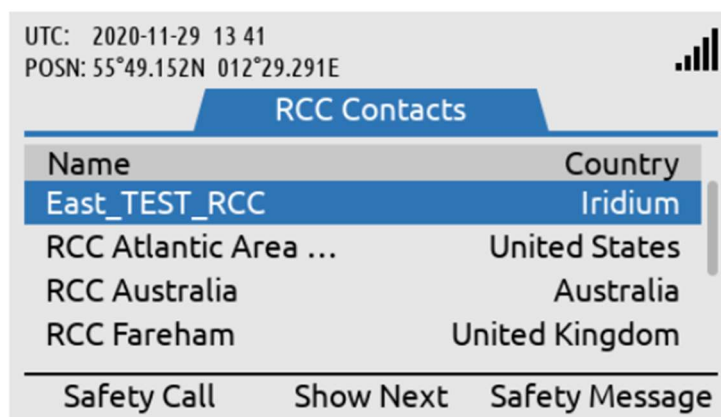 UTC: 2020-11-29 13 41
POSN: 55°49.152N 012°29.291E
RCC Contacts
Name Country
East_TEST_RCC Iridium
RCC Atlantic Area ... United States
RCC Australia Australia
RCC Fareham United Kingdom
Safety Call Show Next Safety Message